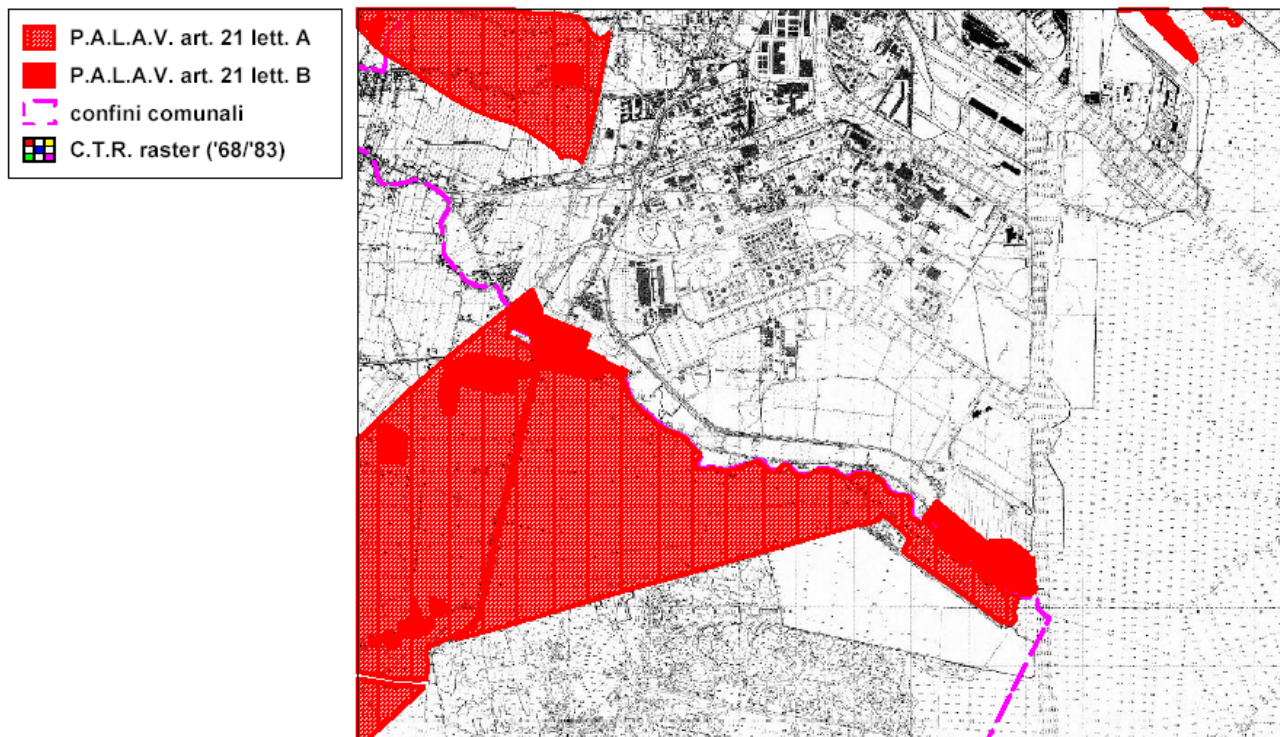 P.A.L.A.V. art. 21 lett. A
P.A.L.A.V. art. 21 lett. B
confini comunali
C.T.R. raster ('68/'83)